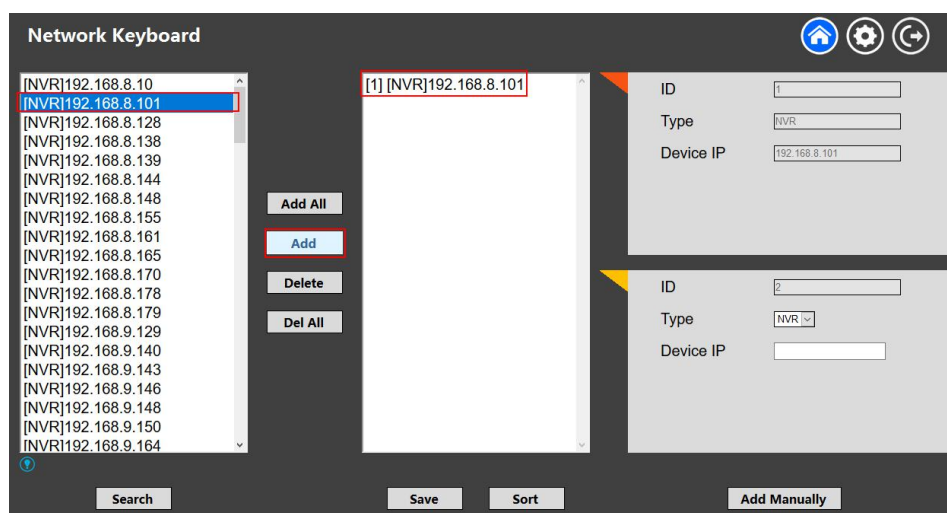 Network Keyboard
[NVR]192.168.8.10
[NVR]192.168.8.101
[NVR]192.168.8.128
[NVR]192.168.8.138
[NVR]192.168.8.139
[NVR]192.168.8.144
[NVR]192.168.8.148
[NVR]192.168.8.155
[NVR]192.168.8.161
[NVR]192.168.8.165
[NVR]192.168.8.170
[NVR]192.168.8.178
[NVR]192.168.8.179
[NVR]192.168.9.129
[NVR]192.168.9.140
[NVR]192.168.9.143
[NVR]192.168.9.146
[NVR]192.168.9.148
[NVR]192.168.9.150
[NVR]192.168.9.164
Add All
Add
Delete
Del All
[1] [NVR]192.168.8.101
ID 1
Type NVR
Device IP 192.168.8.101
ID 2
Type NVR
Device IP
Search
Save
Sort
Add Manually